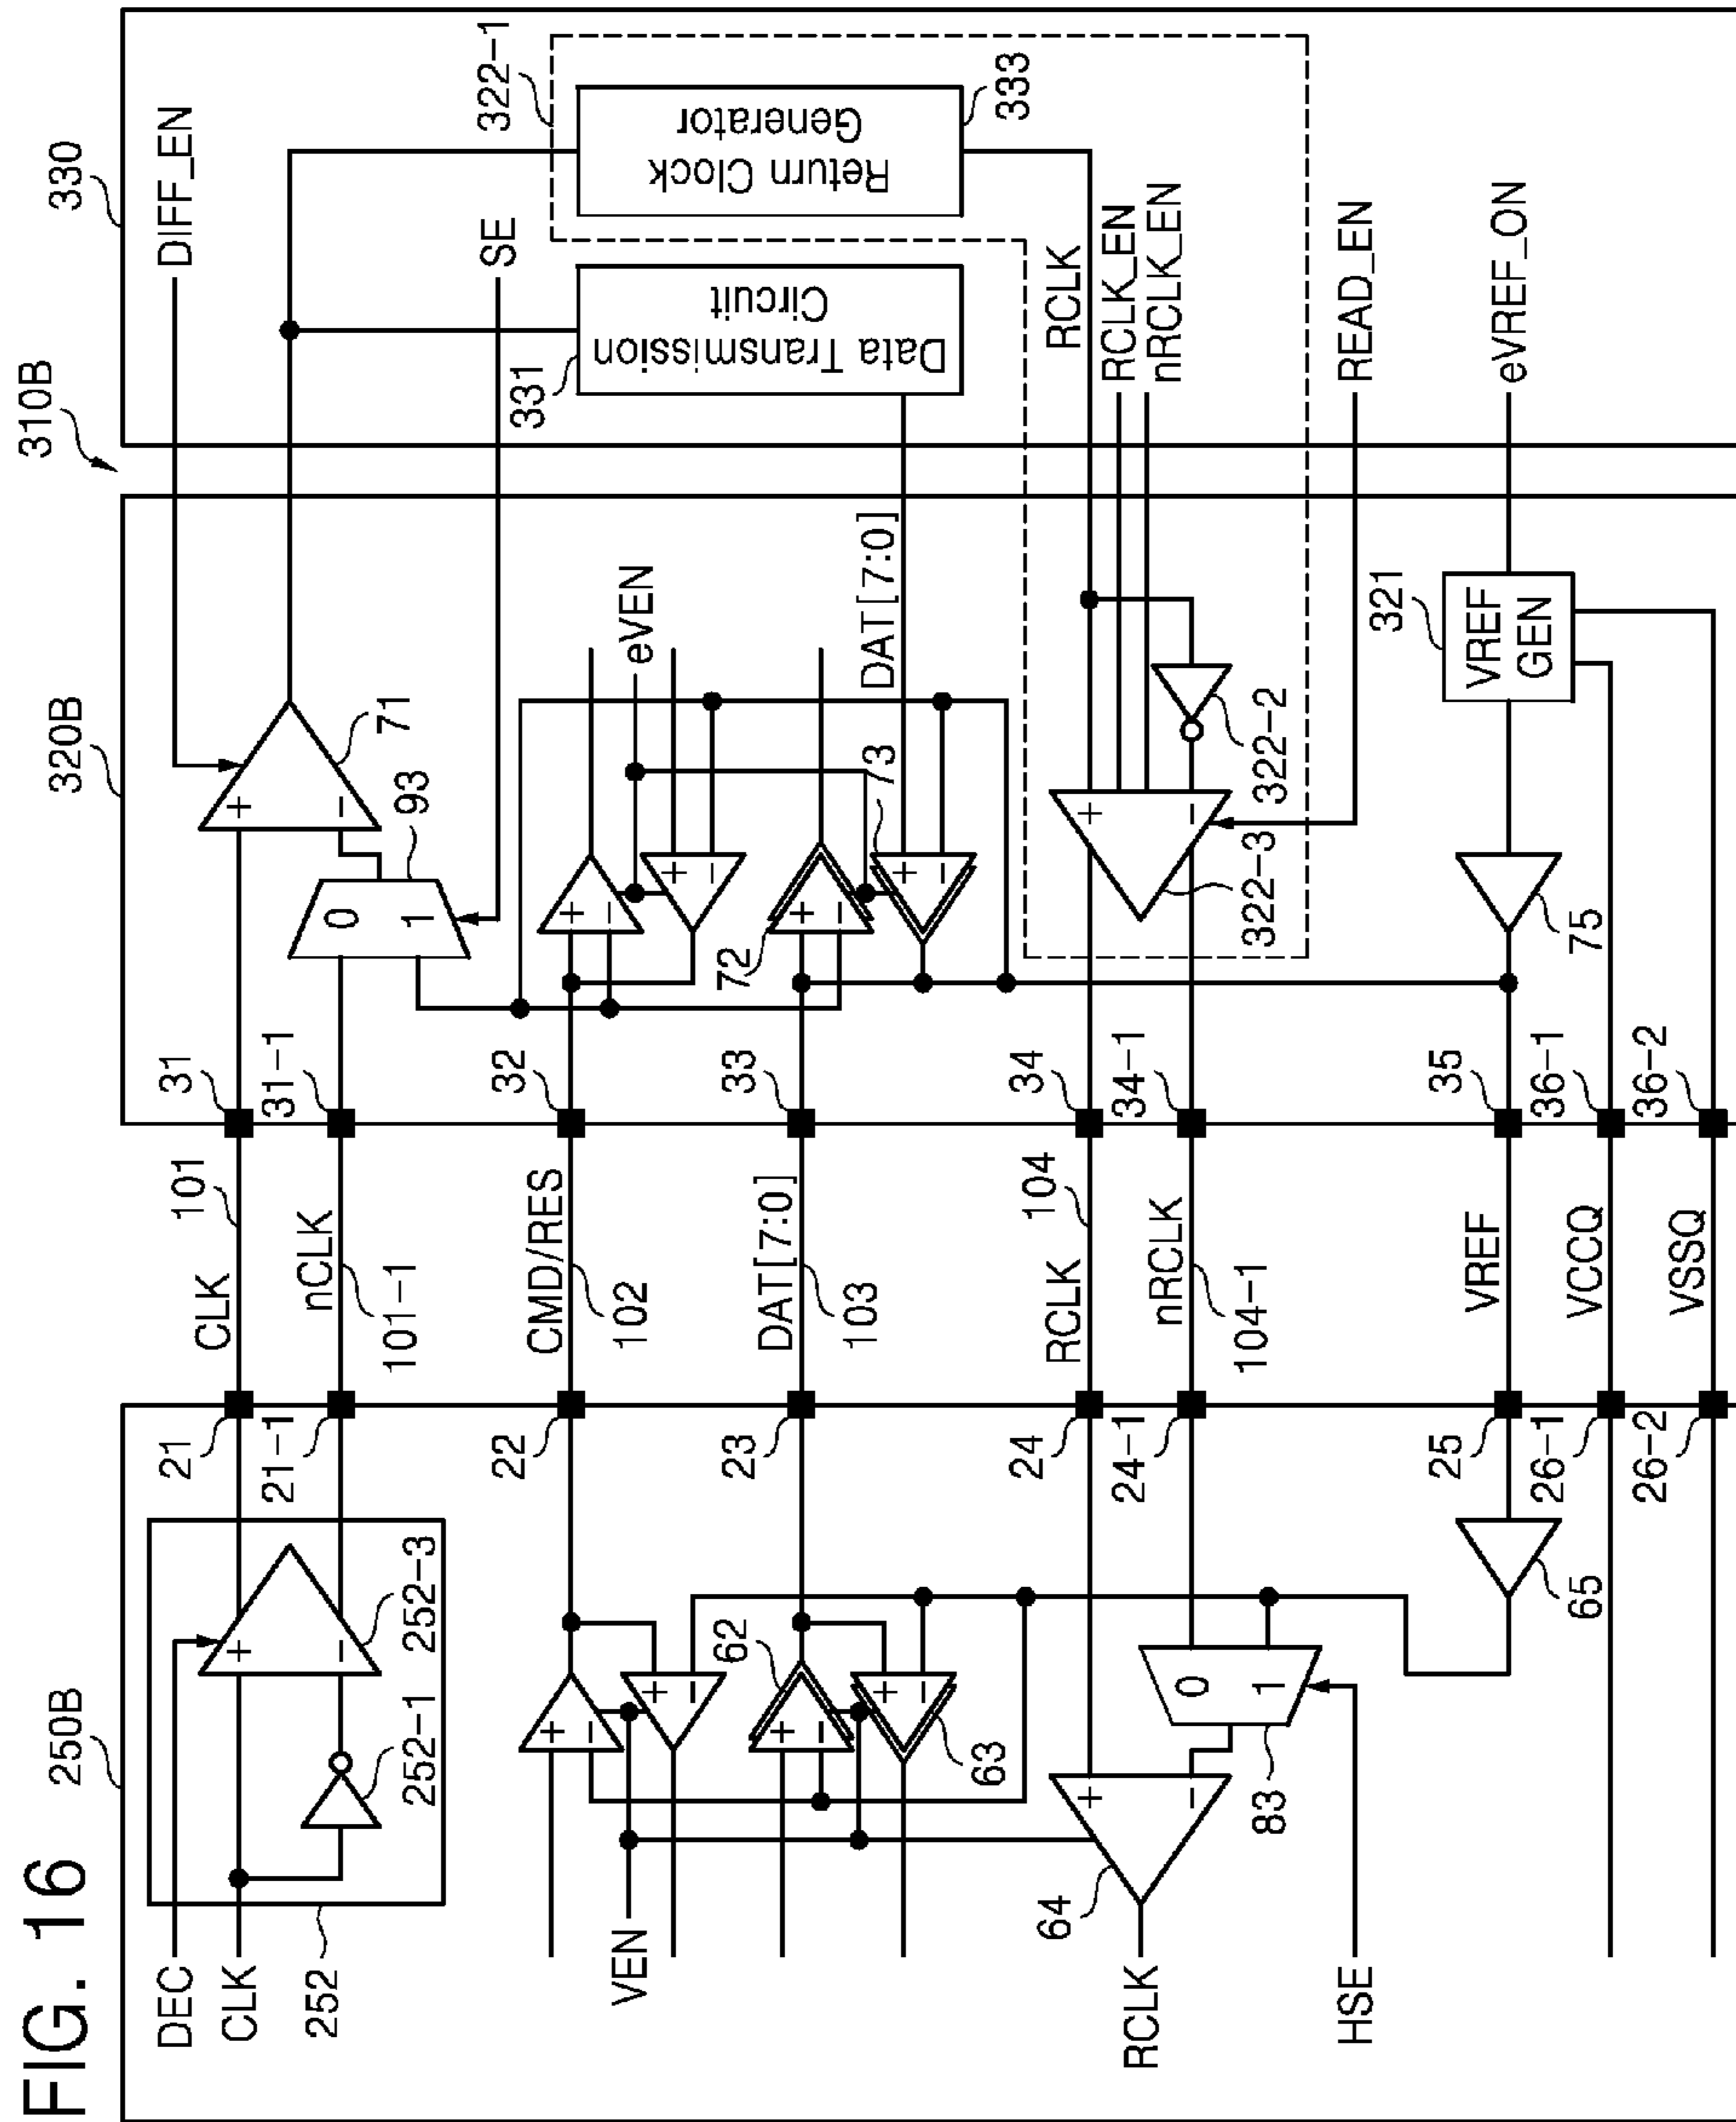 FIG. 16
250B
320B
310B
330
DEC
CLK
252
252-1
252-3
+
−
21
21-1
CLK
101
nCLK
101-1
31
31-1
+
−
71
0
1
93
DIFF_EN
SE
322-1
Return Clock
Generator
333
Data Transmission
Circuit
331
VEN
+
−
+
−
22
CMD/RES
102
32
+
−
+
−
eVEN
62
+
−
+
−
63
23
DAT[7:0]
103
33
72
+
−
+
−
73
DAT[7:0]
RCLK
64
+
−
0
1
83
HSE
24
24-1
RCLK
104
nRCLK
104-1
34
34-1
+
−
322-3
322-2
RCLK
RCLK_EN
nRCLK_EN
READ_EN
65
25
VREF
35
75
VREF
GEN
321
eVREF_ON
26-1
VCCQ
36-1
26-2
VSSQ
36-2